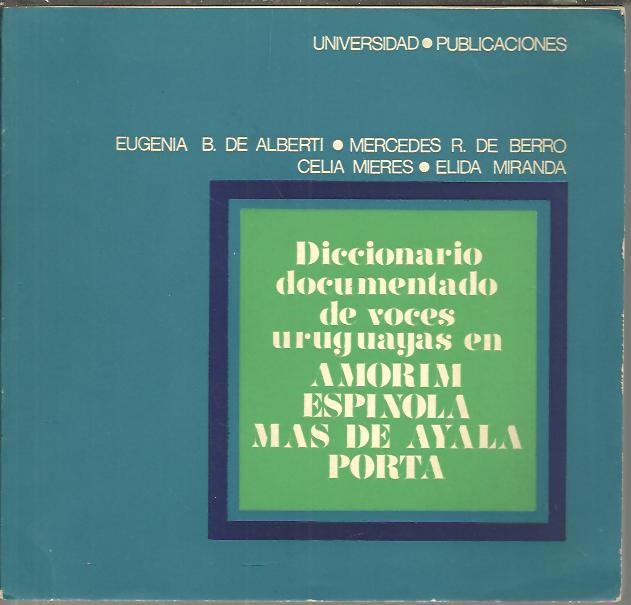 UNIVERSIDAD ● PUBLICACIONES
EUGENIA B. DE ALBERTI ● MERCEDES R. DE BERRO
CELIA MIERES ● ELIDA MIRANDA
Diccionario
documentado
de voces
uruguayas en
AMORIM
ESPINOLA
MAS DE AYALA
PORTA